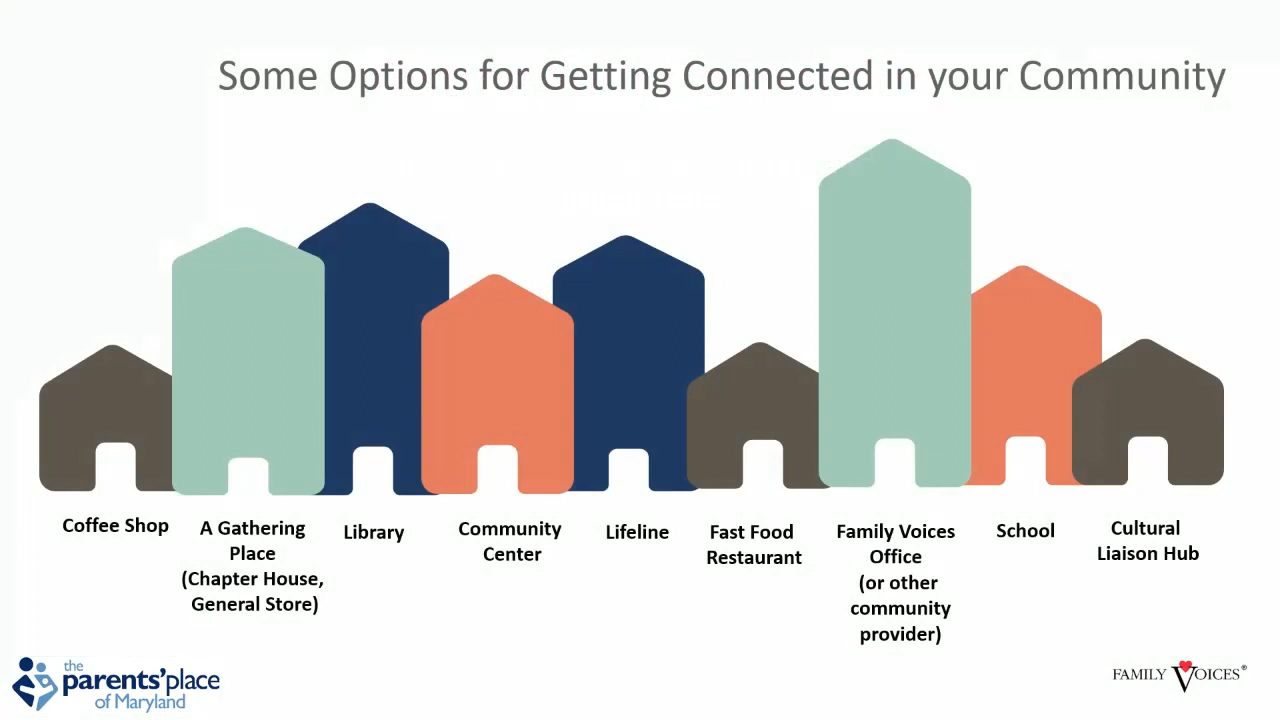 Some Options for Getting Connected in your Community
Coffee Shop
A Gathering
Place
(Chapter House,
General Store)
Library
Community
Center
Lifeline
Fast Food
Restaurant
Family Voices
Office
(or other
community
provider)
School
Cultural
Liaison Hub
the
parents'place
of Maryland
FAMILY VOICES®